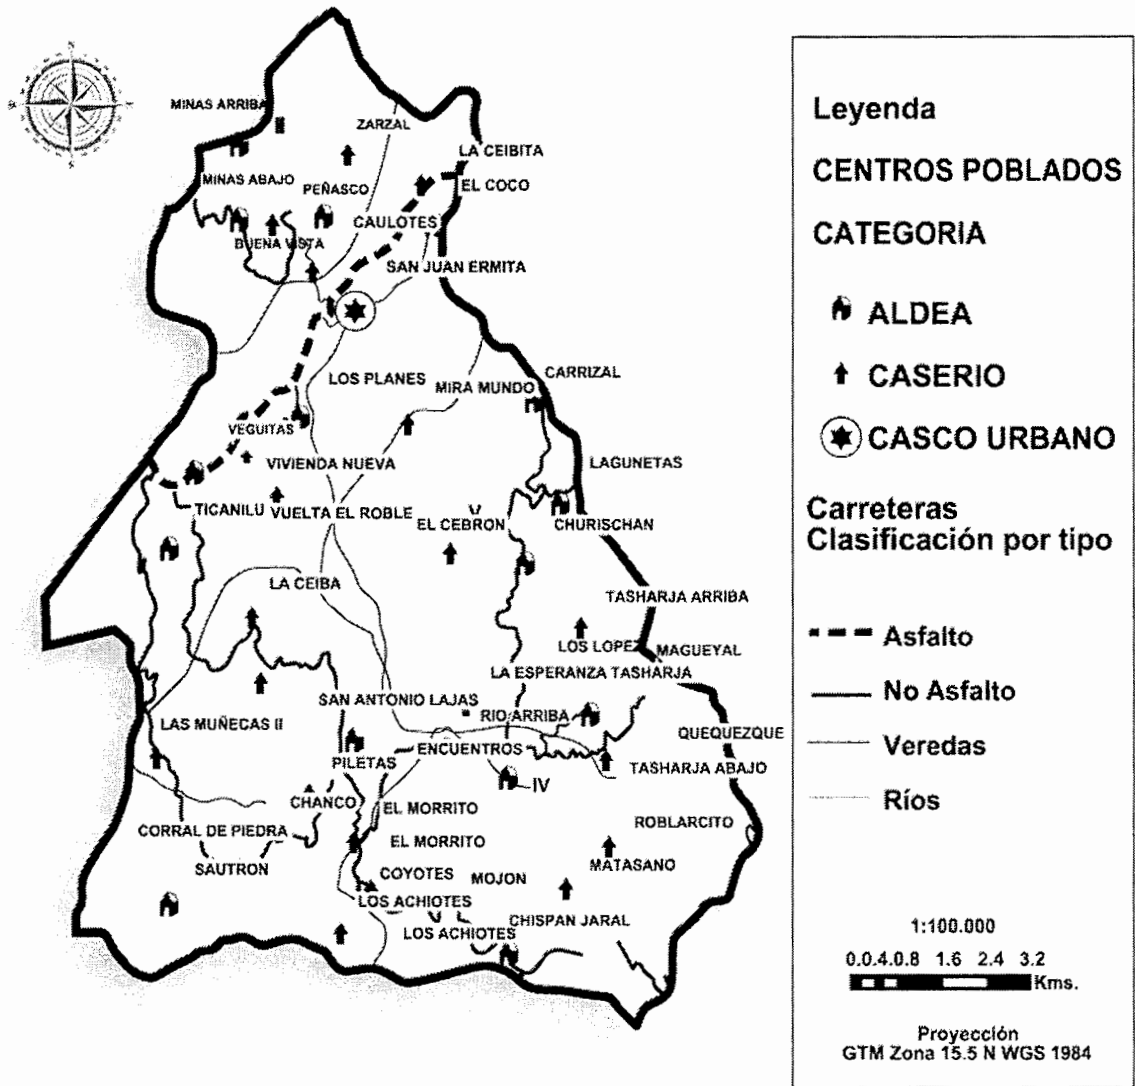 MINAS ARRIBA
ZARZAL
LA CEIBITA
MINAS ABAJO
PEÑASCO
EL COCO
CAULOTES
BUENA VISTA
SAN JUAN ERMITA
LOS PLANES
MIRA MUNDO
CARRIZAL
VEGUITAS
VIVIENDA NUEVA
LAGUNETAS
TICANILU
VUELTA EL ROBLE
EL CEBRON
CHURISCHAN
LA CEIBA
TASHARJA ARRIBA
LOS LOPEZ
MAGUEYAL
LA ESPERANZA TASHARJA
SAN ANTONIO LAJAS
RIO ARRIBA
LAS MUÑECAS II
QUEQUEZQUE
ENCUENTROS
PILETAS
TASHARJA ABAJO
IV
CHANCO
EL MORRITO
ROBLARCITO
CORRAL DE PIEDRA
EL MORRITO
SAUTRON
MATASANO
COYOTES
MOJON
LOS ACHIOTES
CHISPAN JARAL
LOS ACHIOTES
Leyenda
CENTROS POBLADOS
CATEGORIA
ALDEA
CASERIO
CASCO URBANO
Carreteras
Clasificación por tipo
Asfalto
No Asfalto
Veredas
Ríos
1:100.000
0.0.4.0.8 1.6 2.4 3.2
Kms.
Proyección
GTM Zona 15.5 N WGS 1984